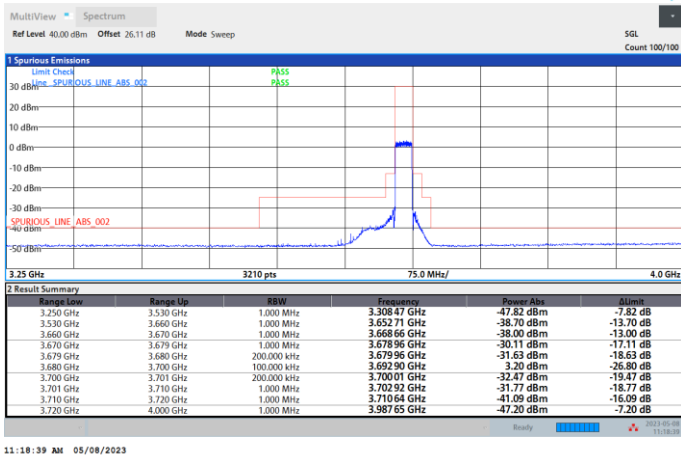 MultiView Spectrum
Ref Level 40.00 dBm Offset 26.11 dB Mode Sweep SGL
Count 100/100
1 Spurious Emissions
Limit Check PASS
Line SPURIOUS_LINE_ABS_002 PASS
30 dBm
20 dBm
10 dBm
0 dBm
-10 dBm
-20 dBm
-30 dBm
SPURIOUS_LINE_ABS_002
-40 dBm
-50 dBm
3.25 GHz 3210 pts 75.0 MHz/ 4.0 GHz
2 Result Summary
Range Low Range Up RBW Frequency Power Abs ΔLimit
3.250 GHz 3.530 GHz 1.000 MHz 3.308 47 GHz -47.82 dBm -7.82 dB
3.530 GHz 3.660 GHz 1.000 MHz 3.652 71 GHz -38.70 dBm -13.70 dB
3.660 GHz 3.670 GHz 1.000 MHz 3.668 66 GHz -38.00 dBm -13.00 dB
3.670 GHz 3.679 GHz 1.000 MHz 3.678 96 GHz -30.11 dBm -17.11 dB
3.679 GHz 3.680 GHz 200.000 kHz 3.679 96 GHz -31.63 dBm -18.63 dB
3.680 GHz 3.700 GHz 100.000 kHz 3.692 90 GHz 3.20 dBm -26.80 dB
3.700 GHz 3.701 GHz 200.000 kHz 3.700 01 GHz -32.47 dBm -19.47 dB
3.701 GHz 3.710 GHz 1.000 MHz 3.702 92 GHz -31.77 dBm -18.77 dB
3.710 GHz 3.720 GHz 1.000 MHz 3.710 64 GHz -41.09 dBm -16.09 dB
3.720 GHz 4.000 GHz 1.000 MHz 3.987 65 GHz -47.20 dBm -7.20 dB
Ready 2023-05-08
11:18:39
11:18:39 AM 05/08/2023